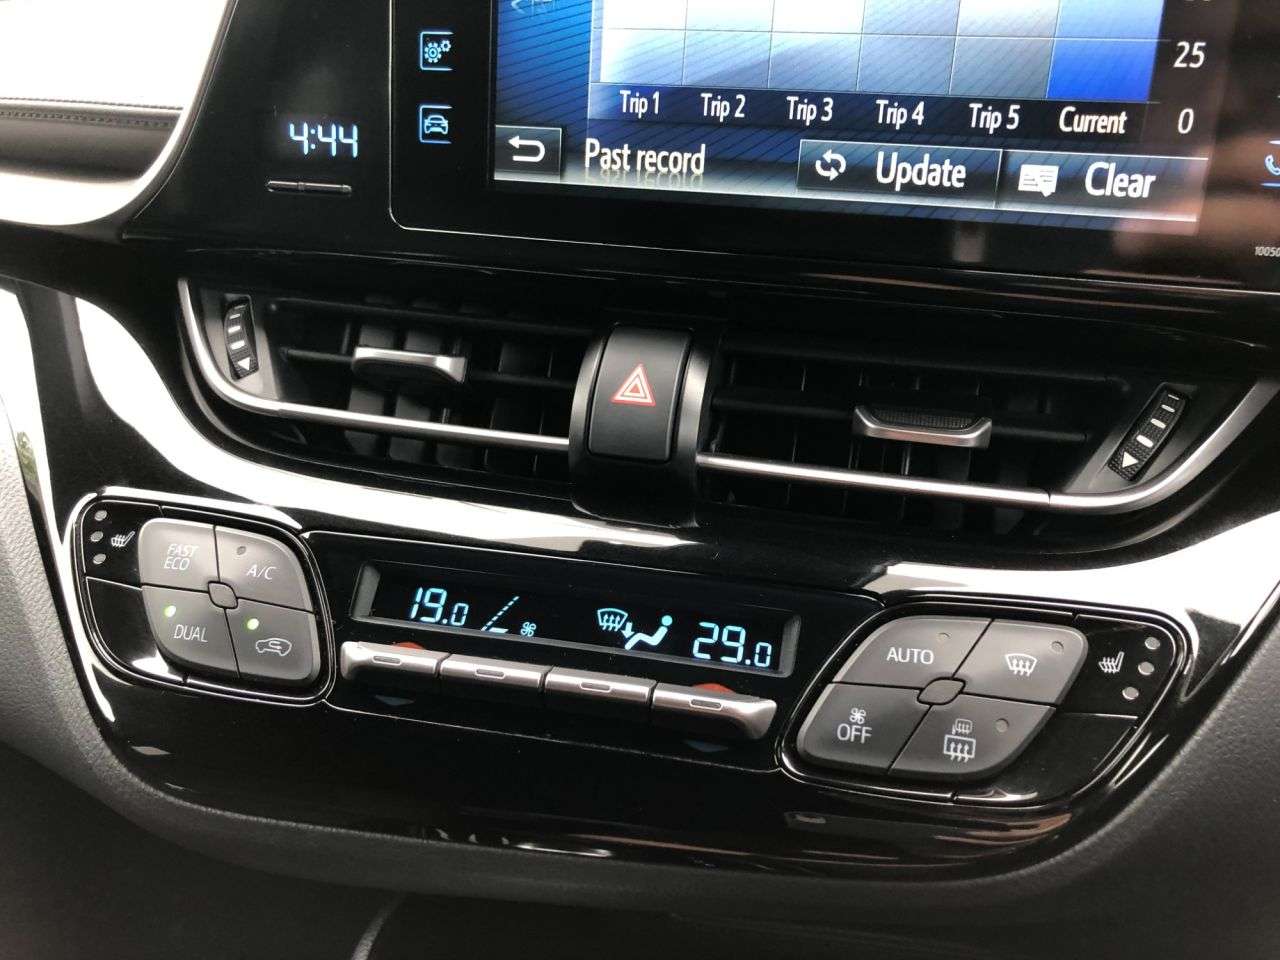 25
Trip 1 Trip 2 Trip 3 Trip 4 Trip 5 Current 0
4:44
Past record Update Clear
FAST
ECO
A/C
DUAL
19.0
29.0
AUTO
OFF